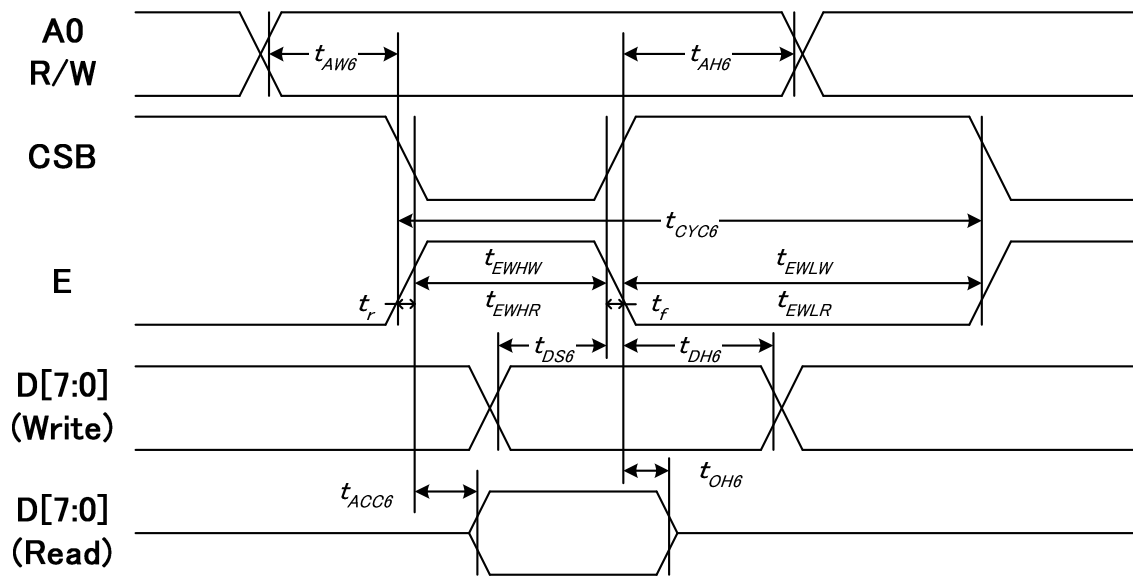 A0
R/W
tAW6
tAH6
CSB
tCYC6
E
tEWHW
tEWLW
tr
tEWHR
tf
tEWLR
tDS6
tDH6
D[7:0]
(Write)
tOH6
tACC6
D[7:0]
(Read)